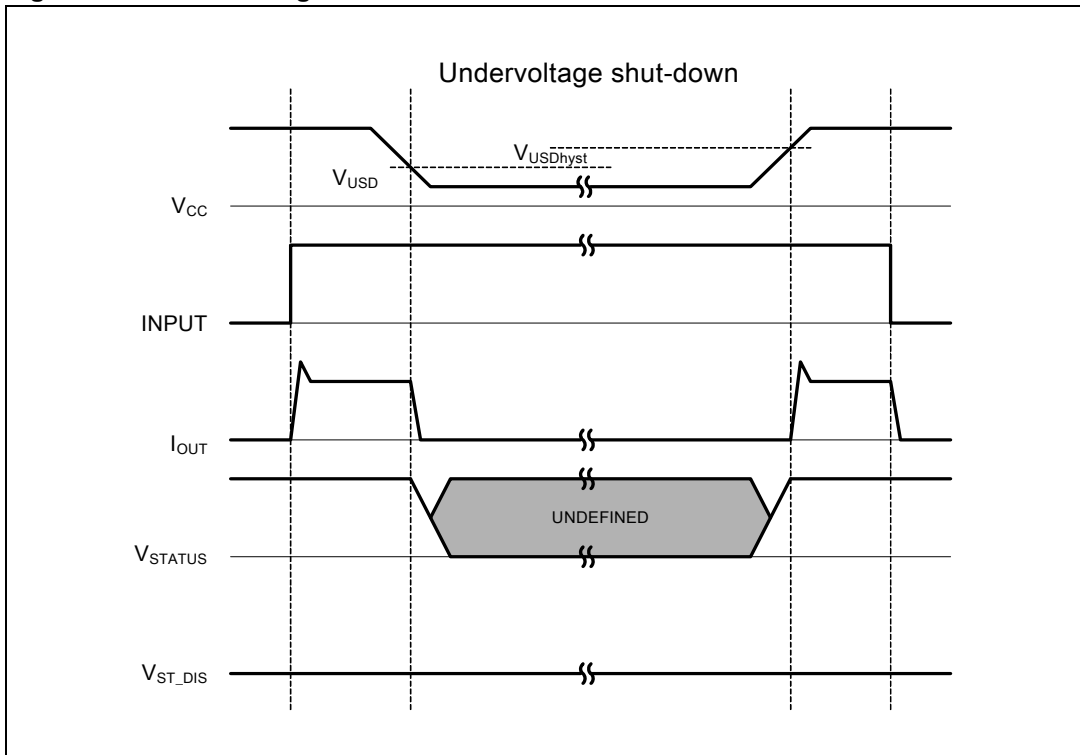 Undervoltage shut-down
V_USDhyst
V_USD
V_CC
INPUT
I_OUT
UNDEFINED
V_STATUS
V_ST_DIS